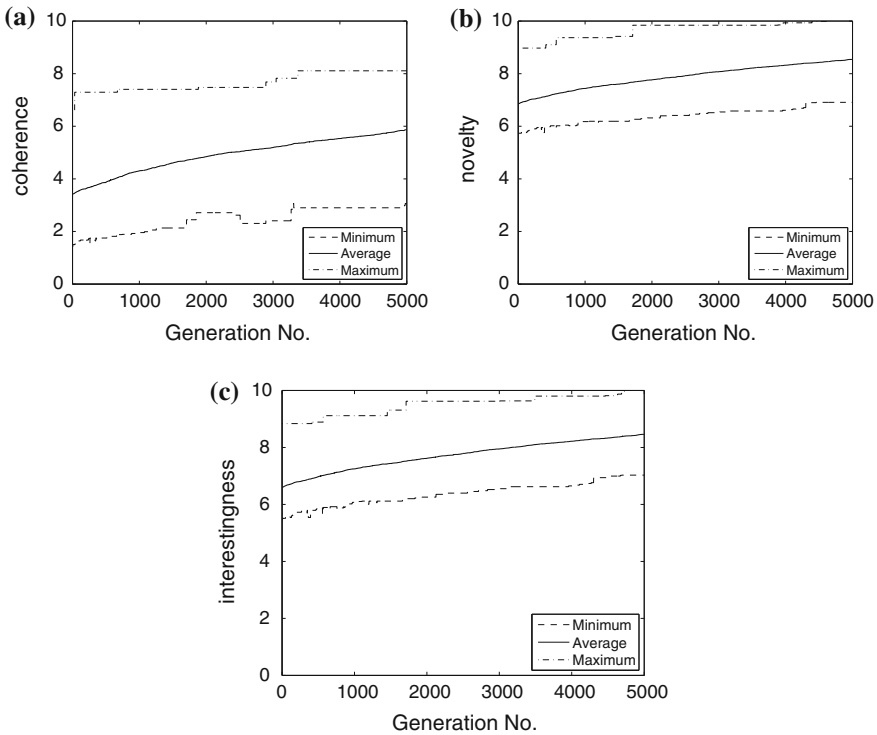 (a)
10
8
6
4
2
0
coherence
0 1000 2000 3000 4000 5000
Generation No.
Minimum
Average
Maximum
(b)
10
8
6
4
2
0
novelty
0 1000 2000 3000 4000 5000
Generation No.
Minimum
Average
Maximum
(c)
10
8
6
4
2
0
interestingness
0 1000 2000 3000 4000 5000
Generation No.
Minimum
Average
Maximum